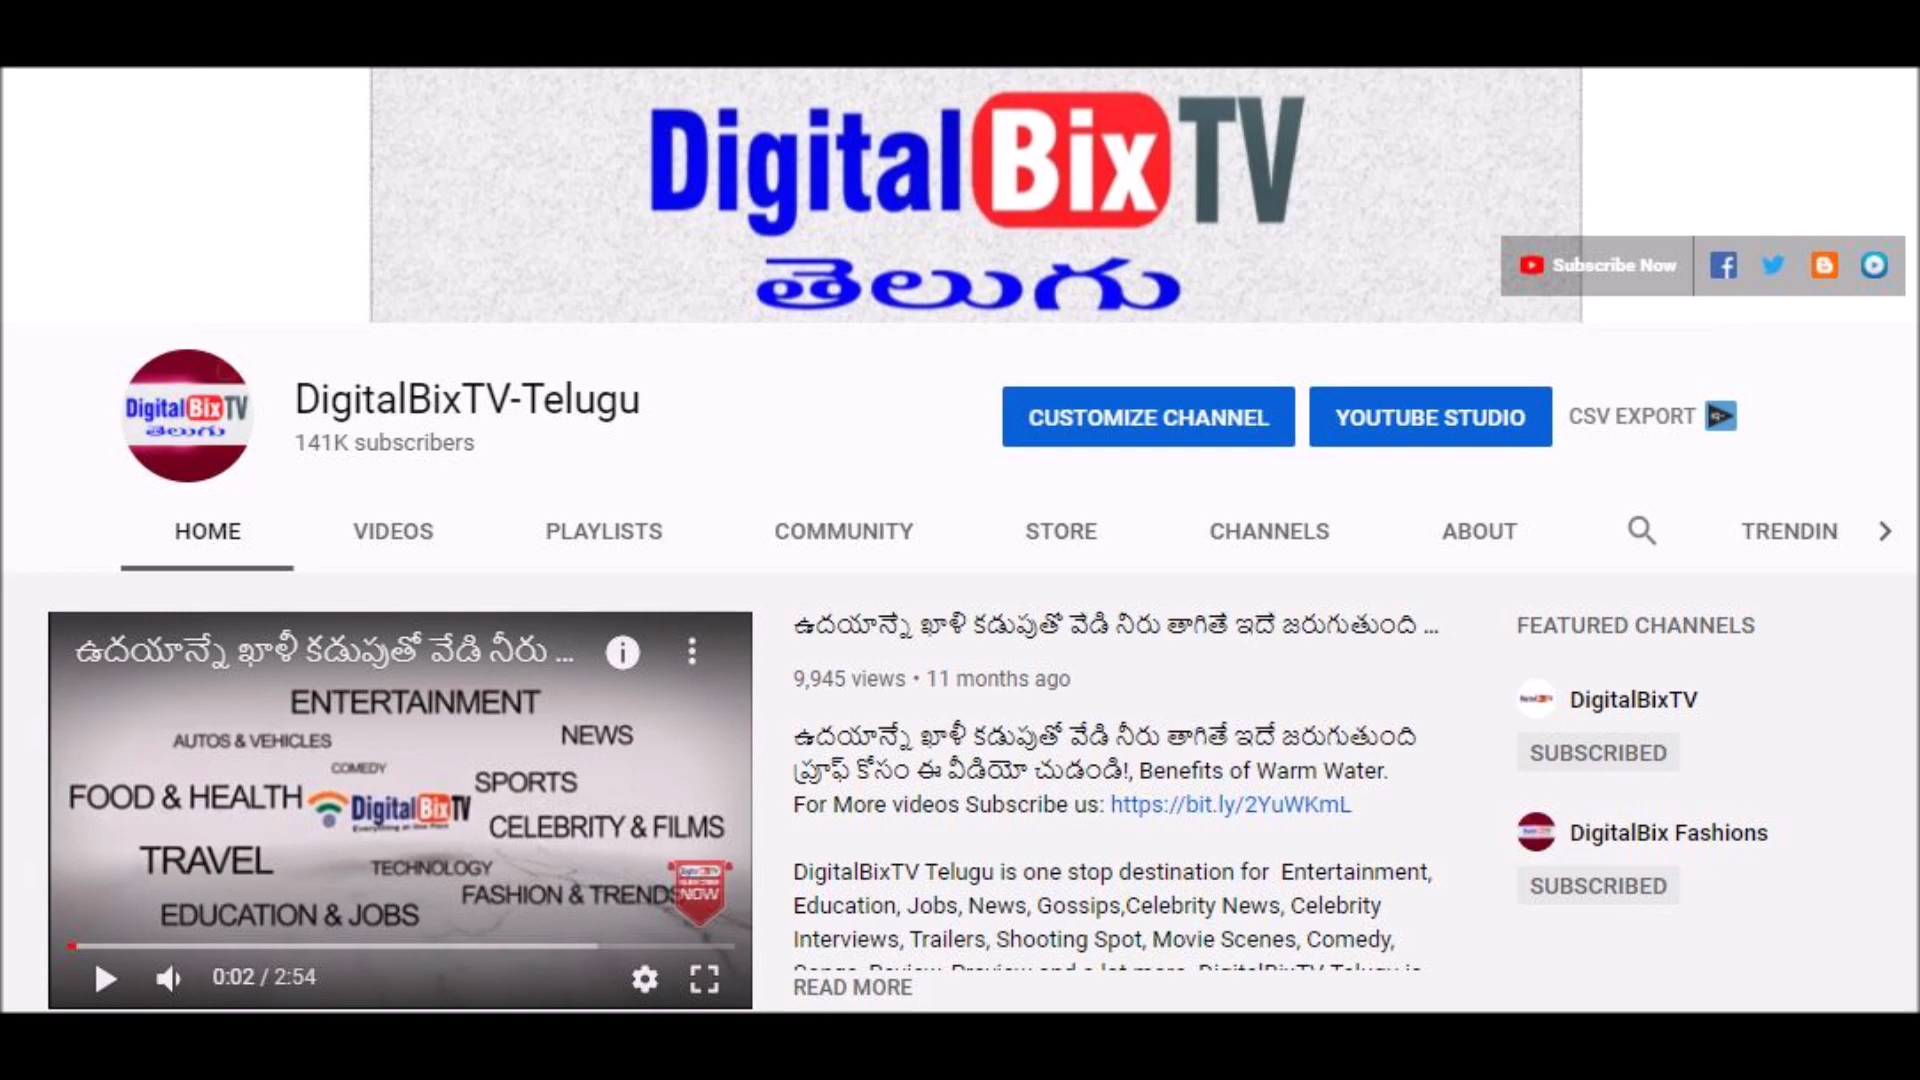 DigitalBixTV
తెలుగు
Subscribe Now
DigitalBixTV
తెలుగు
DigitalBixTV-Telugu
141K subscribers
CUSTOMIZE CHANNEL
YOUTUBE STUDIO
CSV EXPORT
HOME
VIDEOS
PLAYLISTS
COMMUNITY
STORE
CHANNELS
ABOUT
TRENDIN
ఉదయాన్నే ఖాళీ కడుపుతో వేడి నీరు ...
ENTERTAINMENT
AUTOS & VEHICLES
NEWS
COMEDY
SPORTS
FOOD & HEALTH
DigitalBixTV
CELEBRITY & FILMS
TRAVEL
TECHNOLOGY
FASHION & TRENDS
NOW
EDUCATION & JOBS
0:02 / 2:54
ఉదయాన్నే ఖాళి కడుపుతో వేడి నీరు తాగితే ఇదే జరుగుతుంది ...
9,945 views • 11 months ago
ఉదయాన్నే ఖాళీ కడుపుతో వేడి నీరు తాగితే ఇదే జరుగుతుంది
ప్రూఫ్ కోసం ఈ వీడియో చుడండి!, Benefits of Warm Water.
For More videos Subscribe us: https://bit.ly/2YuWKmL
DigitalBixTV Telugu is one stop destination for Entertainment,
Education, Jobs, News, Gossips,Celebrity News, Celebrity
Interviews, Trailers, Shooting Spot, Movie Scenes, Comedy,
READ MORE
FEATURED CHANNELS
DigitalBixTV
SUBSCRIBED
DigitalBix Fashions
SUBSCRIBED